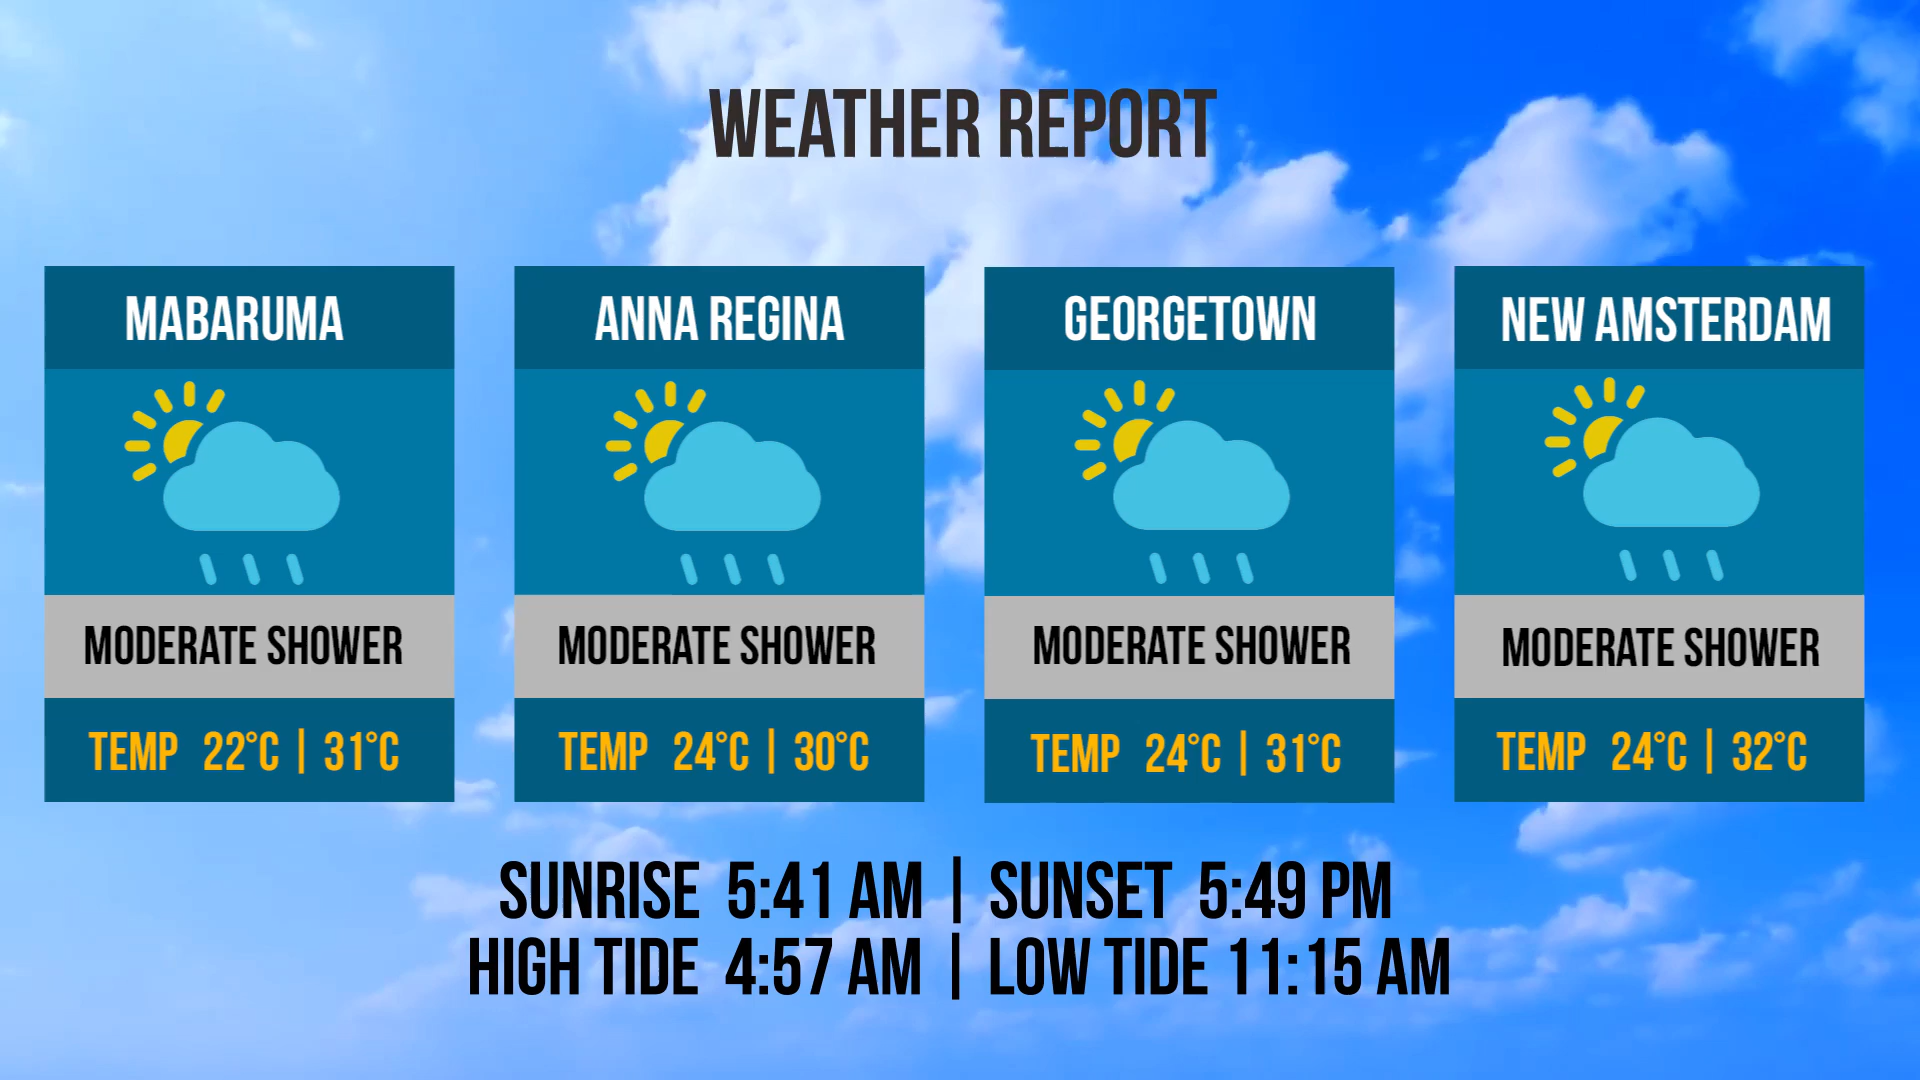 WEATHER REPORT
MABARUMA
MODERATE SHOWER
TEMP 22°C | 31°C
ANNA REGINA
MODERATE SHOWER
TEMP 24°C | 30°C
GEORGETOWN
MODERATE SHOWER
TEMP 24°C | 31°C
NEW AMSTERDAM
MODERATE SHOWER
TEMP 24°C | 32°C
SUNRISE 5:41 AM | SUNSET 5:49 PM
HIGH TIDE 4:57 AM | LOW TIDE 11:15 AM